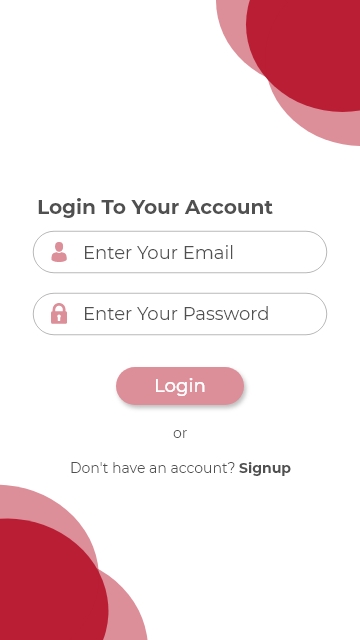 Login To Your Account
Enter Your Email
Enter Your Password
Login
or
Don't have an account? Signup